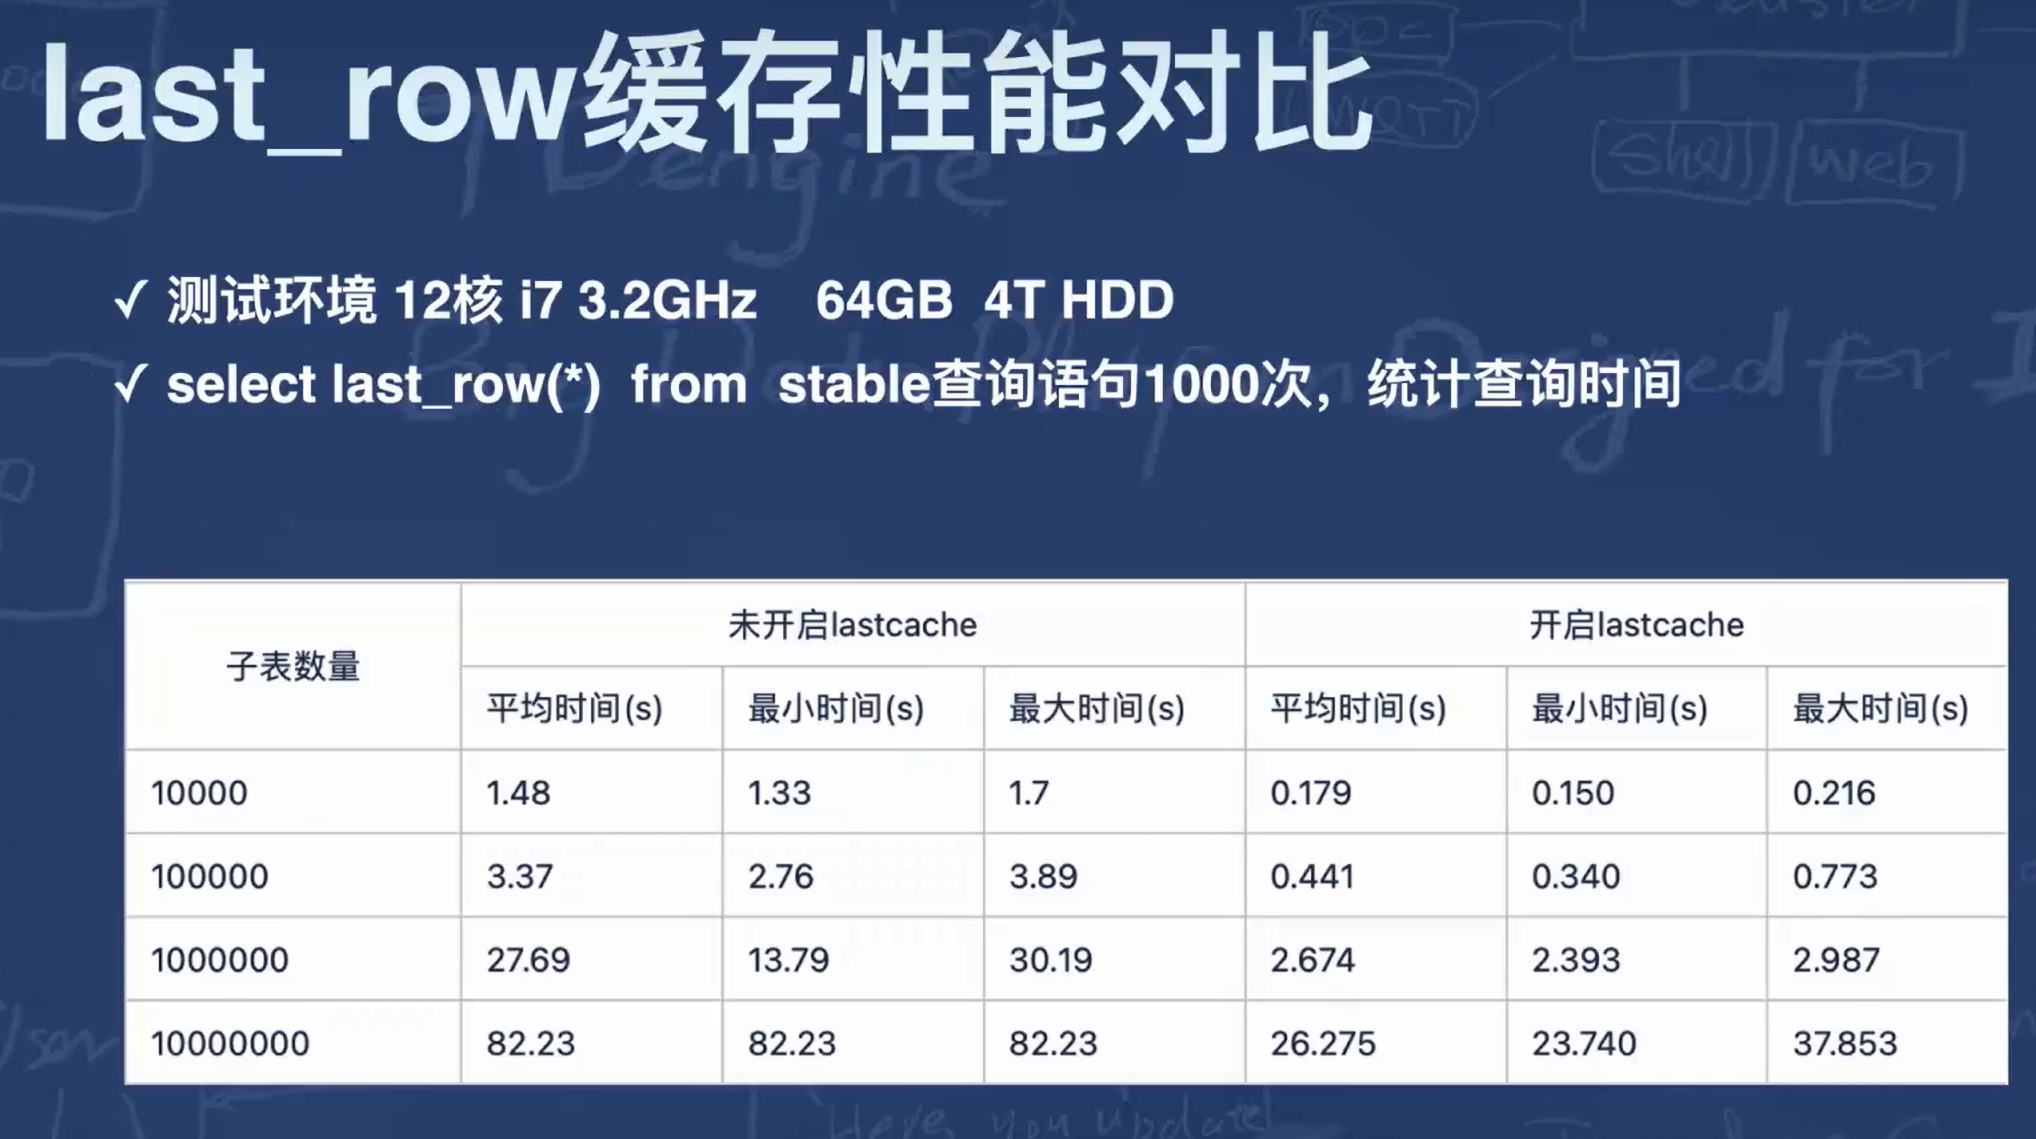 last_row缓存性能对比
✓ 测试环境 12核 i7 3.2GHz 64GB 4T HDD
✓ select last_row(*) from stable查询语句1000次，统计查询时间
子表数量 未开启lastcache 开启lastcache
平均时间(s) 最小时间(s) 最大时间(s) 平均时间(s) 最小时间(s) 最大时间(s)
10000 1.48 1.33 1.7 0.179 0.150 0.216
100000 3.37 2.76 3.89 0.441 0.340 0.773
1000000 27.69 13.79 30.19 2.674 2.393 2.987
10000000 82.23 82.23 82.23 26.275 23.740 37.853
TDengine
Shell web
Designed for
Here, you update